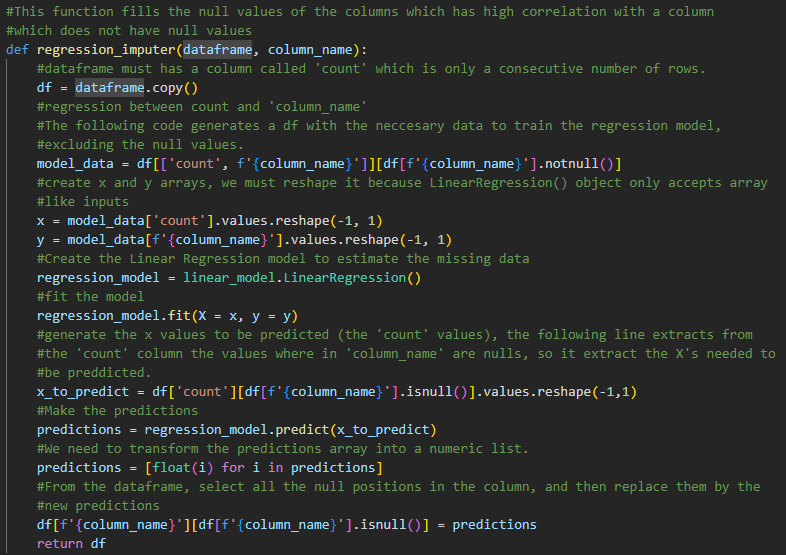 #This function fills the null values of the columns which has high correlation with a column
#which does not have null values
def regression_imputer(dataframe, column_name):
    #dataframe must has a column called 'count' which is only a consecutive number of rows.
    df = dataframe.copy()
    #regression between count and 'column_name'
    #The following code generates a df with the neccesary data to train the regression model,
    #excluding the null values.
    model_data = df[['count', f'{column_name}']][df[f'{column_name}'].notnull()]
    #create x and y arrays, we must reshape it because LinearRegression() object only accepts array
    #like inputs
    x = model_data['count'].values.reshape(-1, 1)
    y = model_data[f'{column_name}'].values.reshape(-1, 1)
    #Create the Linear Regression model to estimate the missing data
    regression_model = linear_model.LinearRegression()
    #fit the model
    regression_model.fit(X = x, y = y)
    #generate the x values to be predicted (the 'count' values), the following line extracts from
    #the 'count' column the values where in 'column_name' are nulls, so it extract the X's needed to
    #be preddicted.
    x_to_predict = df['count'][df[f'{column_name}'].isnull()].values.reshape(-1,1)
    #Make the predictions
    predictions = regression_model.predict(x_to_predict)
    #We need to transform the predictions array into a numeric list.
    predictions = [float(i) for i in predictions]
    #From the dataframe, select all the null positions in the column, and then replace them by the
    #new predictions
    df[f'{column_name}'][df[f'{column_name}'].isnull()] = predictions
    return df